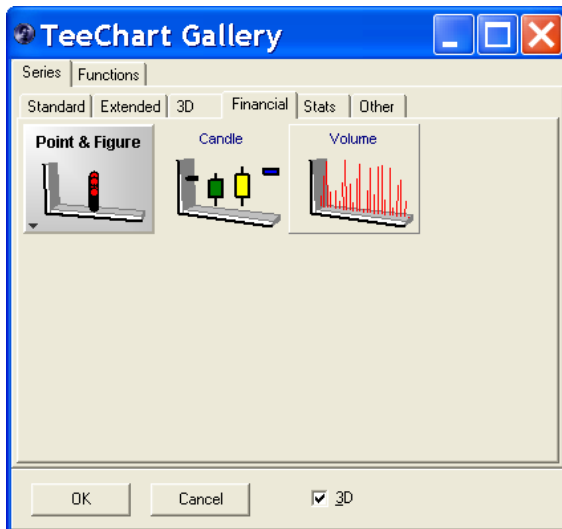 TeeChart Gallery
Series Functions
Standard Extended 3D Financial Stats Other
Point & Figure Candle Volume
OK Cancel 3D